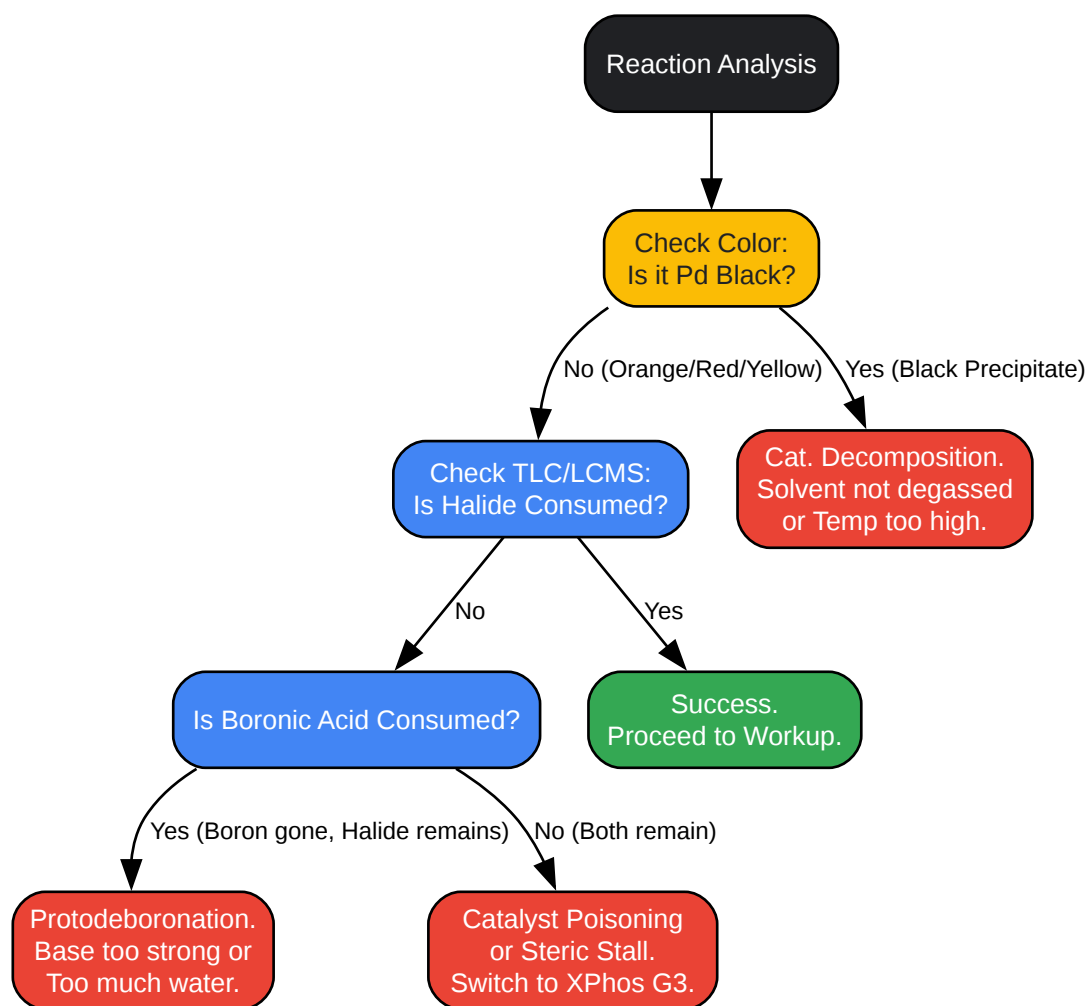 Reaction Analysis
Check Color:
Is it Pd Black?
No (Orange/Red/Yellow)
Yes (Black Precipitate)
Check TLC/LCMS:
Is Halide Consumed?
Cat. Decomposition.
Solvent not degassed
or Temp too high.
No
Yes
Is Boronic Acid Consumed?
Success.
Proceed to Workup.
Yes (Boron gone, Halide remains)
No (Both remain)
Protodeboronation.
Base too strong or
Too much water.
Catalyst Poisoning
or Steric Stall.
Switch to XPhos G3.